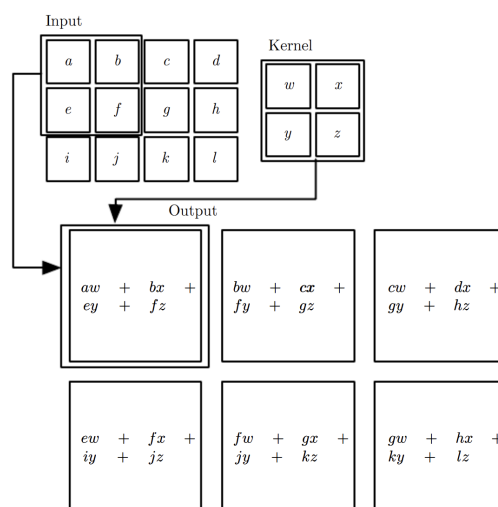 Input
Kernel
a b c d
w x
e f g h
y z
i j k l
Output
aw + bx +
ey + fz
bw + cx +
fy + gz
cw + dx +
gy + hz
ew + fx +
iy + jz
fw + gx +
jy + kz
gw + hx +
ky + lz